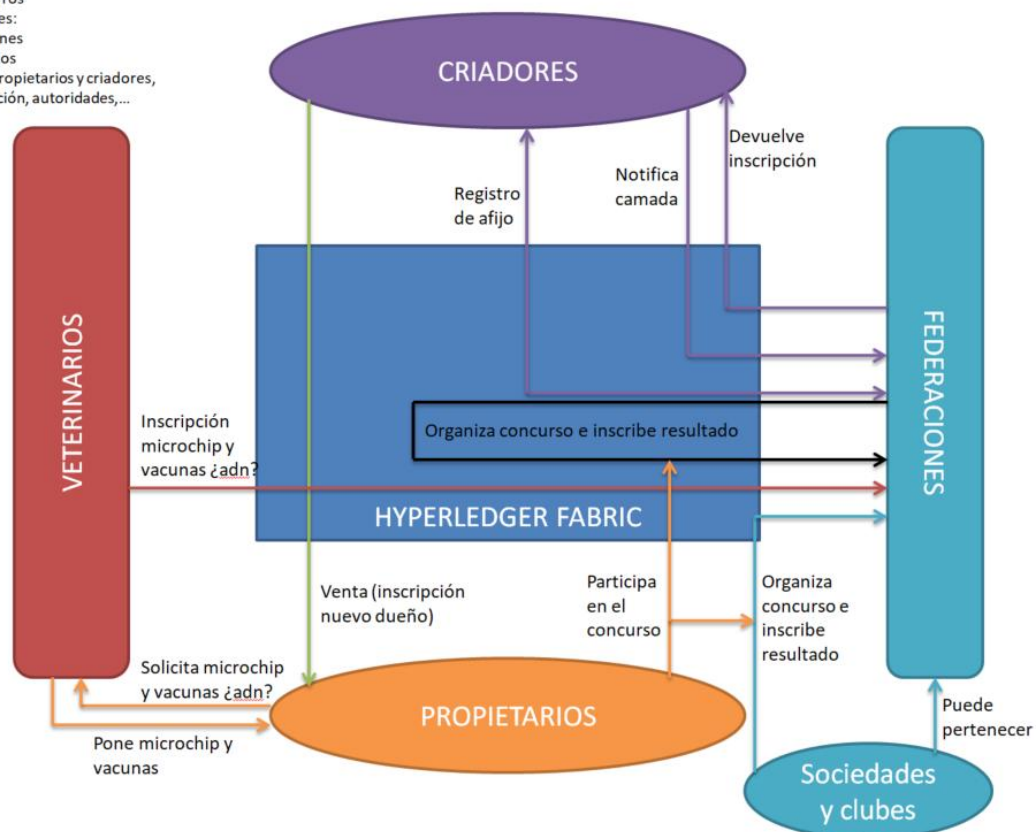 es:
nes
os
ropietarios y criadores,
ción, autoridades,...
CRIADORES
Devuelve
inscripción
Notifica
camada
Registro
de afijo
VETERINARIOS
FEDERACIONES
Inscripción
microchip y
vacunas ¿adn?
Organiza concurso e inscribe resultado
HYPERLEDGER FABRIC
Venta (inscripción
nuevo dueño)
Participa
en el
concurso
Organiza
concurso e
inscribe
resultado
Solicita microchip
y vacunas ¿adn?
PROPIETARIOS
Pone microchip y
vacunas
Puede
pertenecer
Sociedades
y clubes